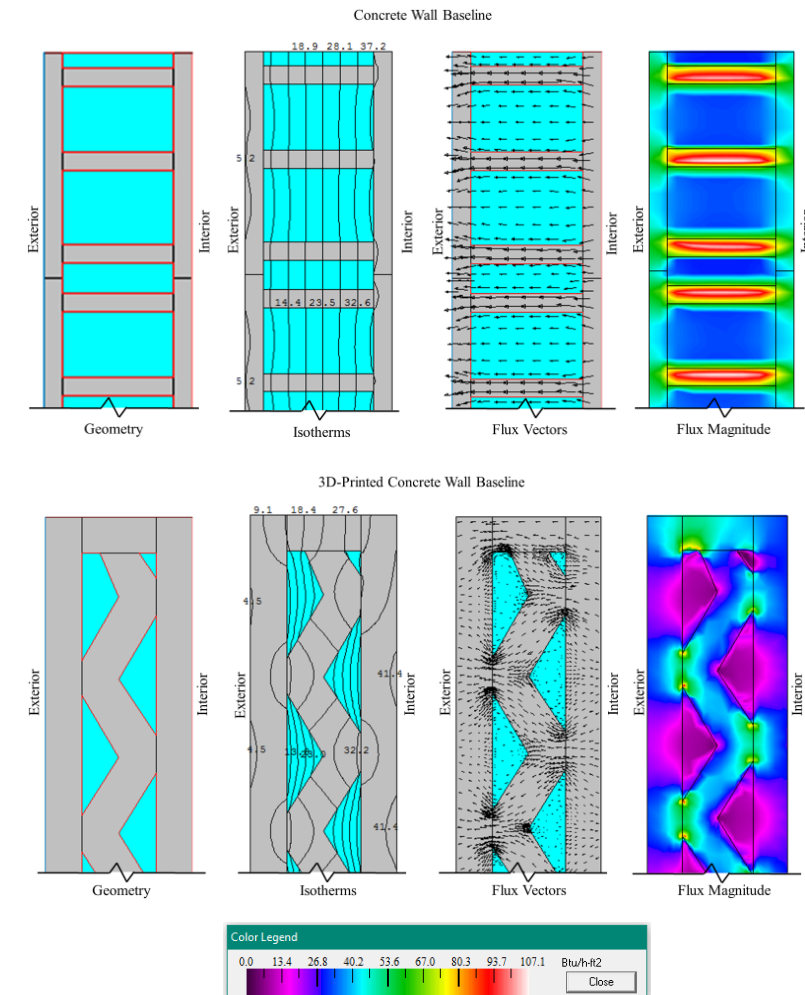 Concrete Wall Baseline
18.9 28.1 37.2
5.2
14.4 23.5 32.6
5.2
Exterior
Interior
Exterior
Interior
Exterior
Interior
Exterior
Geometry
Isotherms
Flux Vectors
Flux Magnitude
3D-Printed Concrete Wall Baseline
9.1 18.4 27.6
4.5
41.4
4.5
32.2
41.4
Exterior
Interior
Exterior
Interior
Exterior
Interior
Exterior
Interior
Geometry
Isotherms
Flux Vectors
Flux Magnitude
Color Legend
0.0 13.4 26.8 40.2 53.6 67.0 80.3 93.7 107.1 Btu/h-ft2
Close